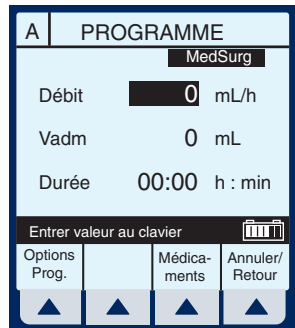 A PROGRAMME
MedSurg
Débit 0 mL/h
Vadm 0 mL
Durée 00:00 h : min
Entrer valeur au clavier
Options Médica- Annuler/
Prog. ments Retour